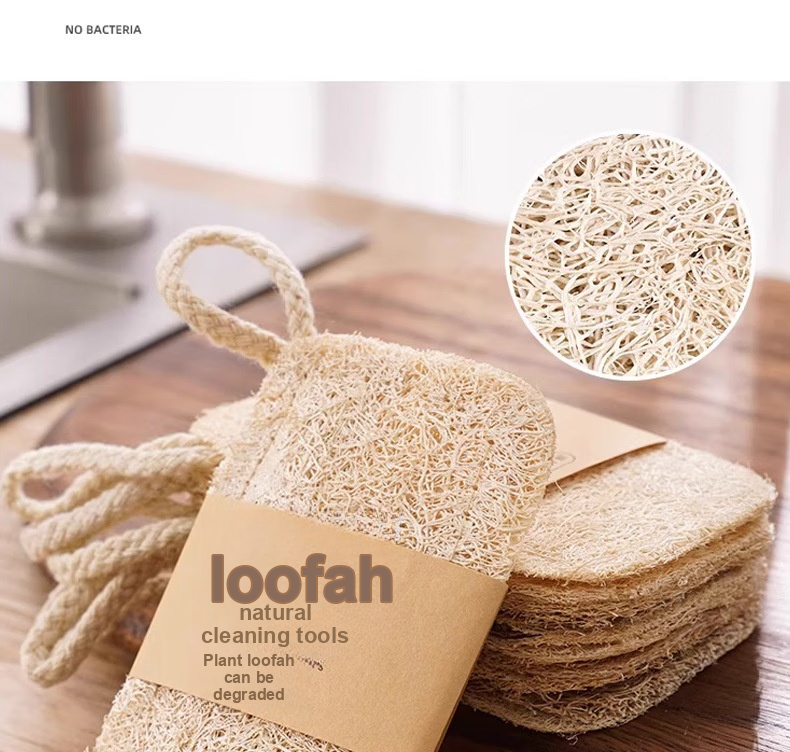 NO BACTERIA
loofah
natural
cleaning tools
Plant loofah
can be
degraded